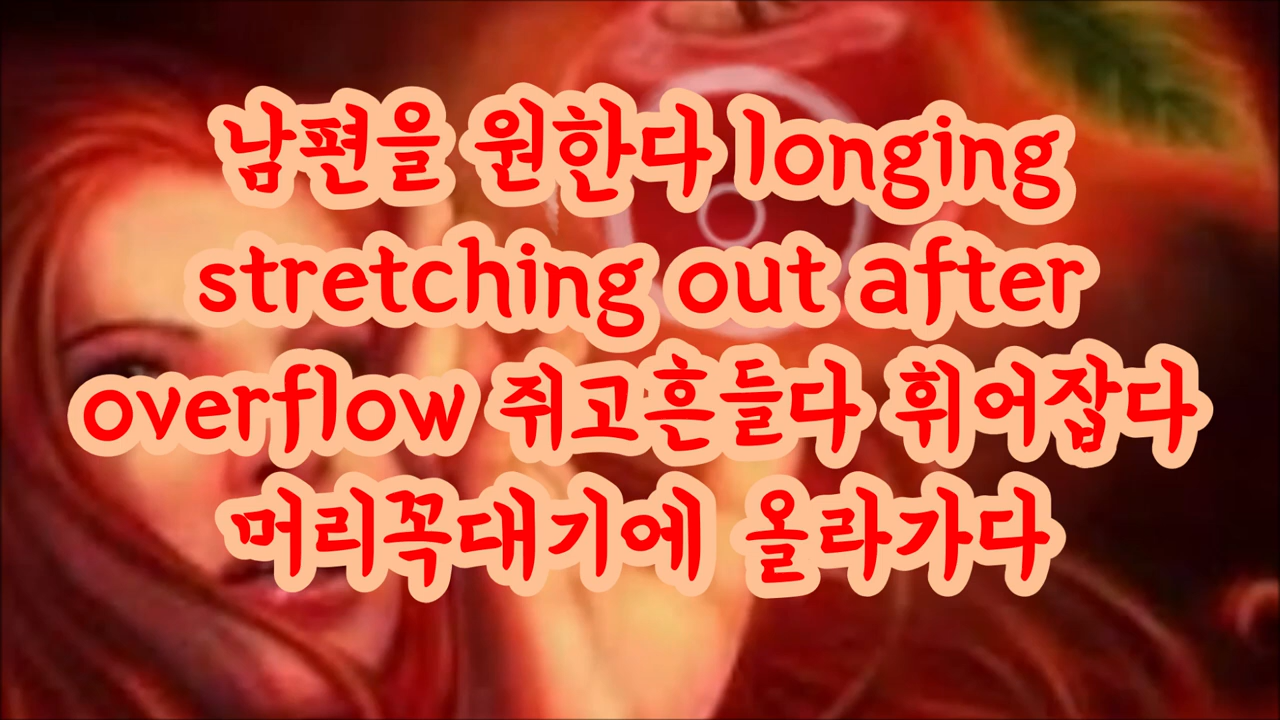 남편을 원한다 longing
stretching out after
overflow 쥐고흔들다 휘어잡다
머리꼭대기에 올라가다